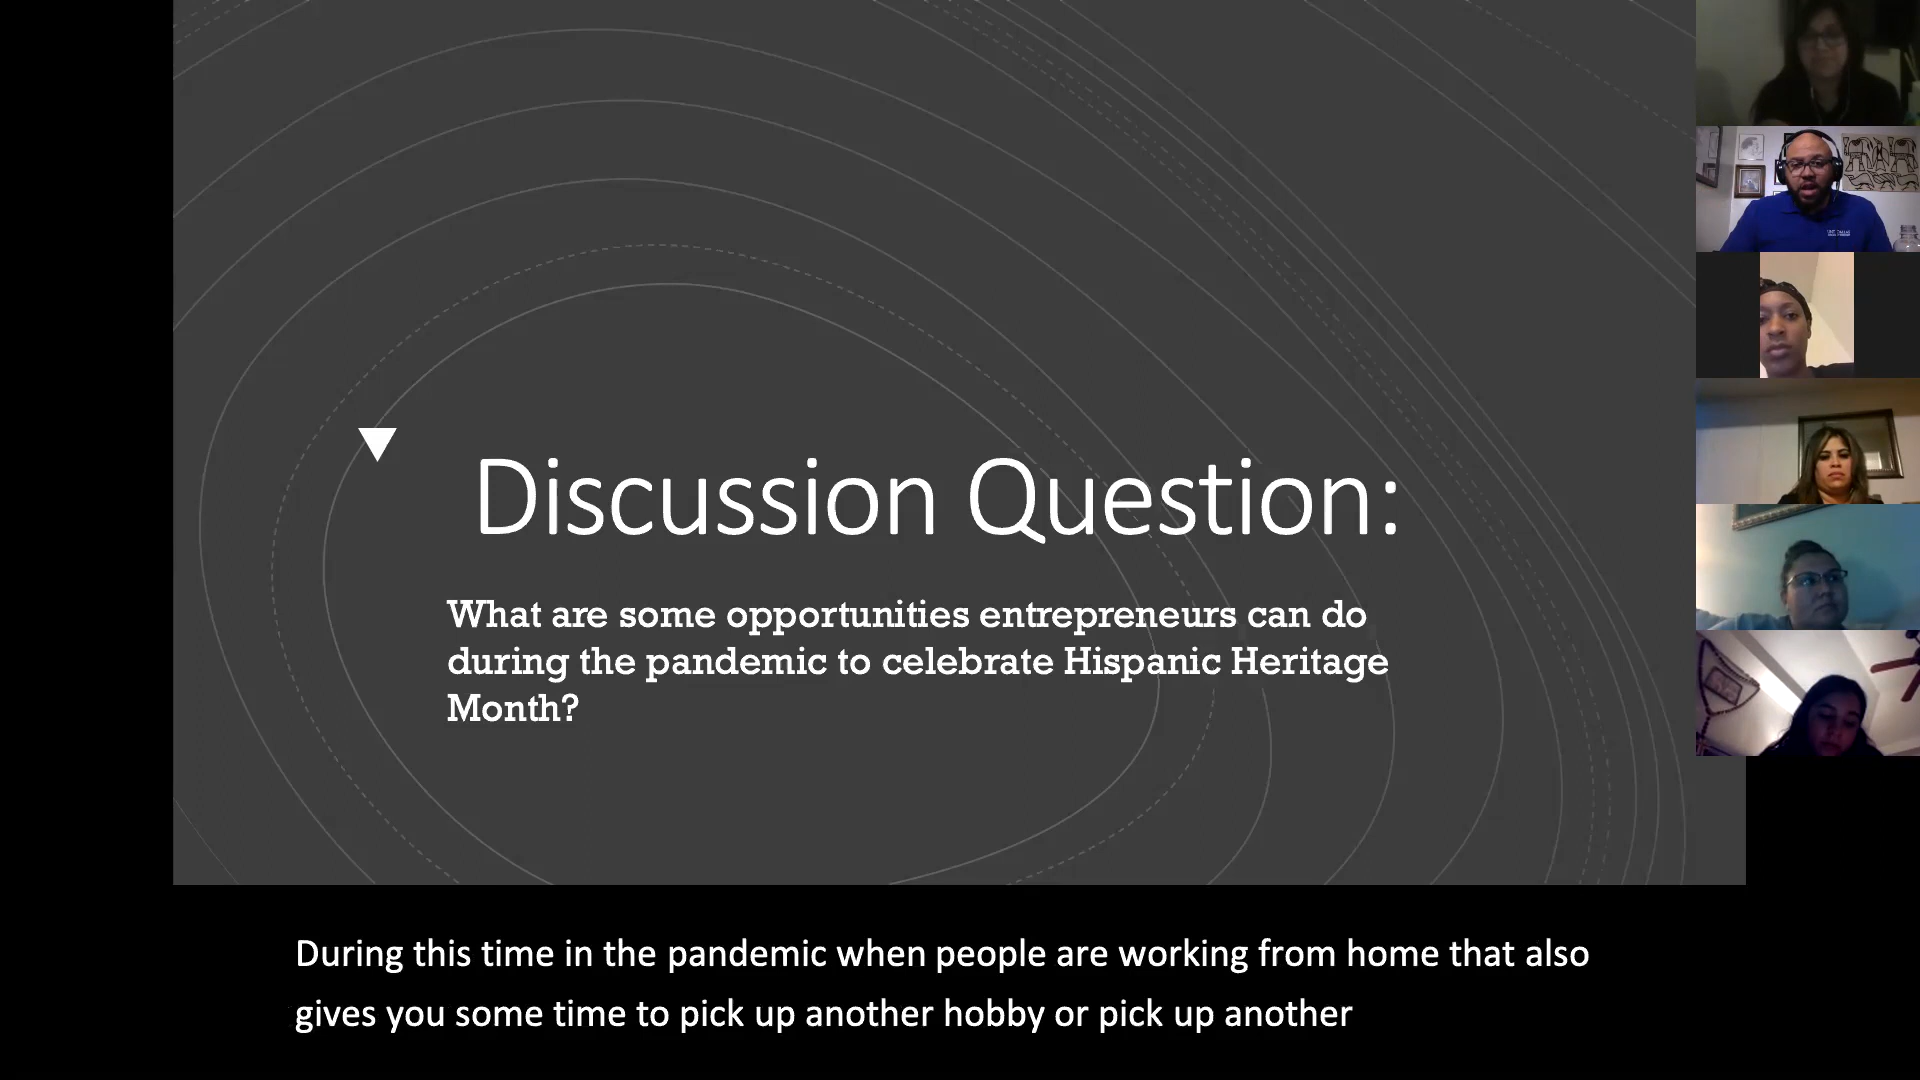 Discussion Question:
What are some opportunities entrepreneurs can do
during the pandemic to celebrate Hispanic Heritage
Month?
During this time in the pandemic when people are working from home that also
gives you some time to pick up another hobby or pick up another